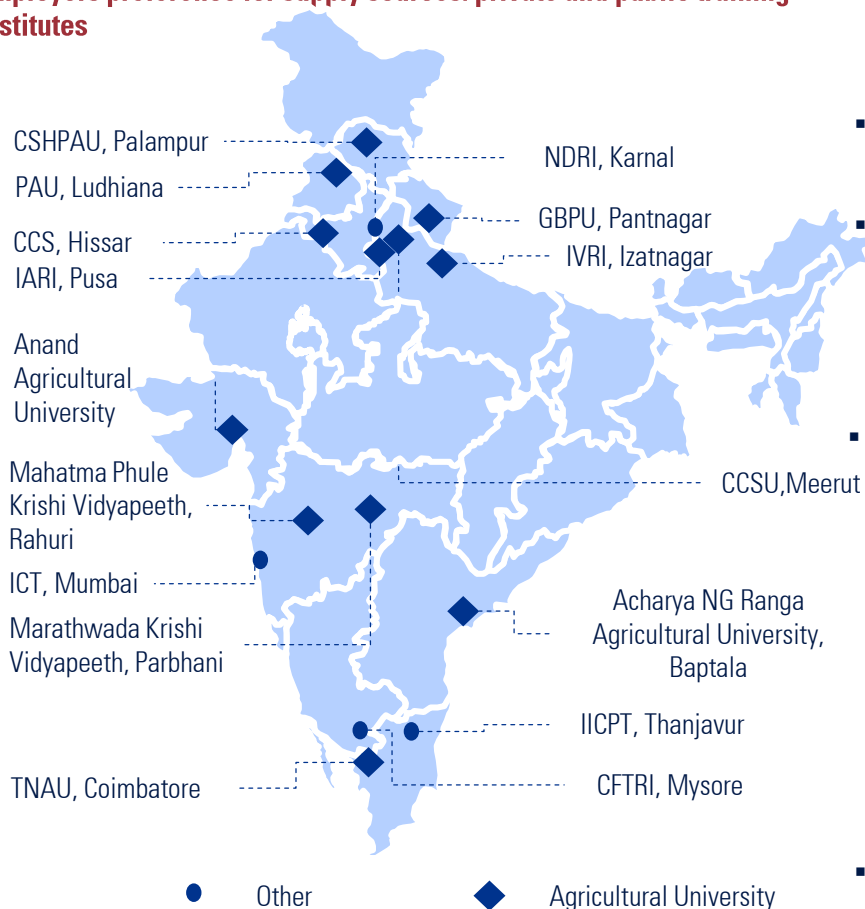 stitutes
CSHPAU, Palampur
NDRI, Karnal
PAU, Ludhiana
GBPU, Pantnagar
CCS, Hissar
IVRI, Izatnagar
IARI, Pusa
Anand
Agricultural
University
Mahatma Phule
Krishi Vidyapeeth,
Rahuri
CCSU,Meerut
ICT, Mumbai
Acharya NG Ranga
Agricultural University,
Baptala
Marathwada Krishi
Vidyapeeth, Parbhani
IICPT, Thanjavur
TNAU, Coimbatore
CFTRI, Mysore
Other
Agricultural University